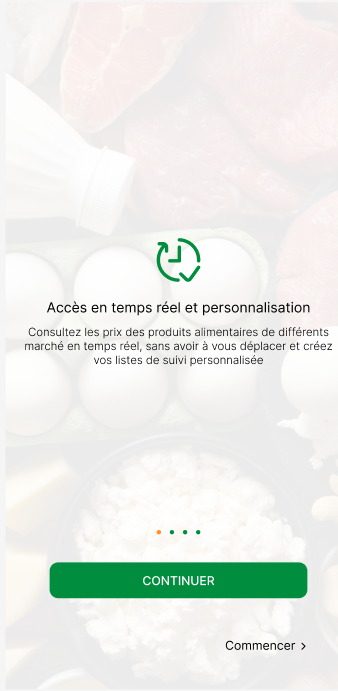 Accès en temps réel et personnalisation
Consultez les prix des produits alimentaires de différents
marché en temps réel, sans avoir à vous déplacer et créez
vos listes de suivi personnalisée
CONTINUER
Commencer